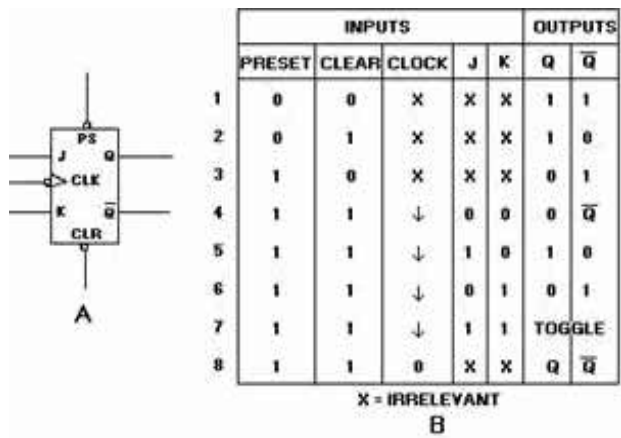 INPUTS OUTPUTS
PRESET CLEAR CLOCK J K Q Q̅
1 0 0 X X X 1 1
2 0 1 X X X 1 0
3 1 0 X X X 0 1
4 1 1 ↓ 0 0 0 Q̅
5 1 1 ↓ 1 0 1 0
6 1 1 ↓ 0 1 0 1
7 1 1 ↓ 1 1 TOGGLE
8 1 1 0 X X Q Q̅
X = IRRELEVANT
B
PS
J Q
CLK
K Q̅
CLR
A